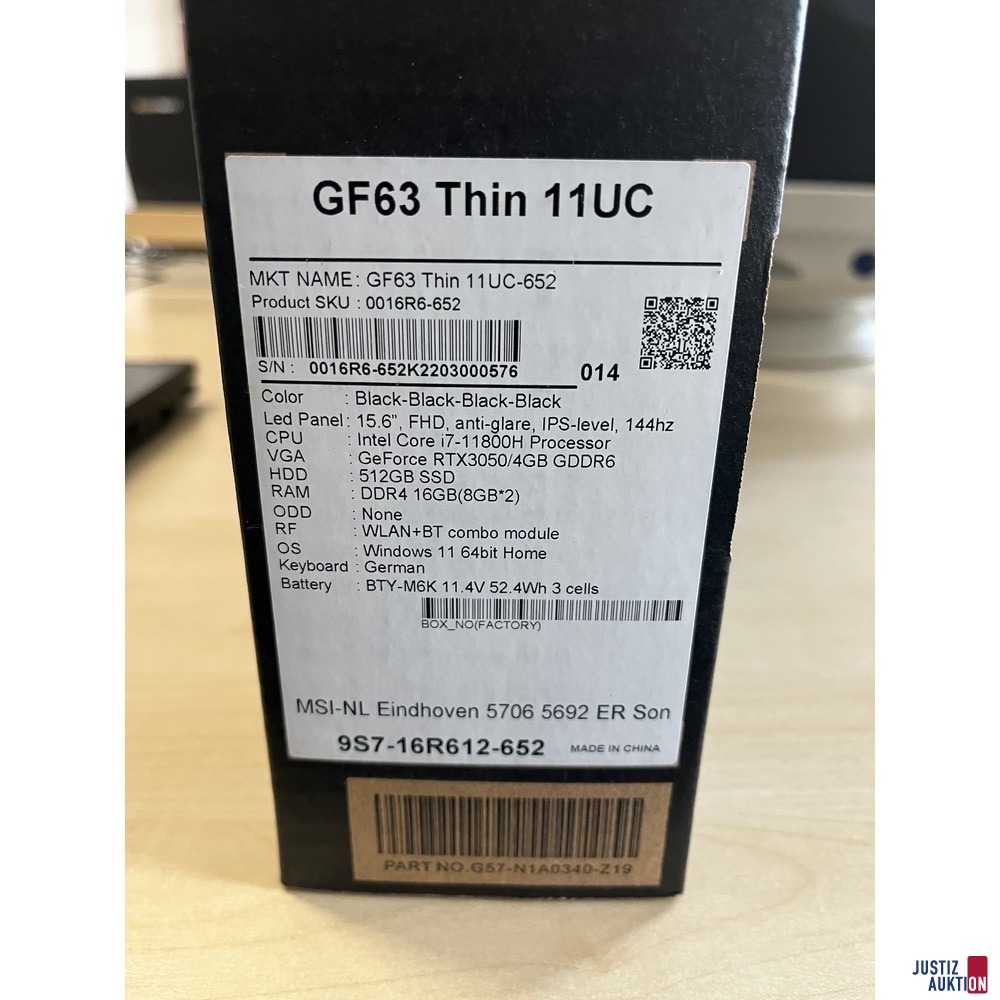 GF63 Thin 11UC
MKT NAME: GF63 Thin 11UC-652
Product SKU : 0016R6-652
S/N : 0016R6-652K2203000576
014
Color : Black-Black-Black-Black
Led Panel: 15.6”, FHD, anti-glare, IPS-level, 144hz
CPU : Intel Core i7-11800H Processor
VGA : GeForce RTX3050/4GB GDDR6
HDD : 512GB SSD
RAM : DDR4 16GB(8GB*2)
ODD : None
RF : WLAN+BT combo module
OS : Windows 11 64bit Home
Keyboard : German
Battery : BTY-M6K 11.4V 52.4Wh 3 cells
BOX_NO(FACTORY)
MSI-NL Eindhoven 5706 5692 ER Son
9S7-16R612-652 MADE IN CHINA
PART NO.G57-N1A0340-Z19
JUSTIZ
AUKTION